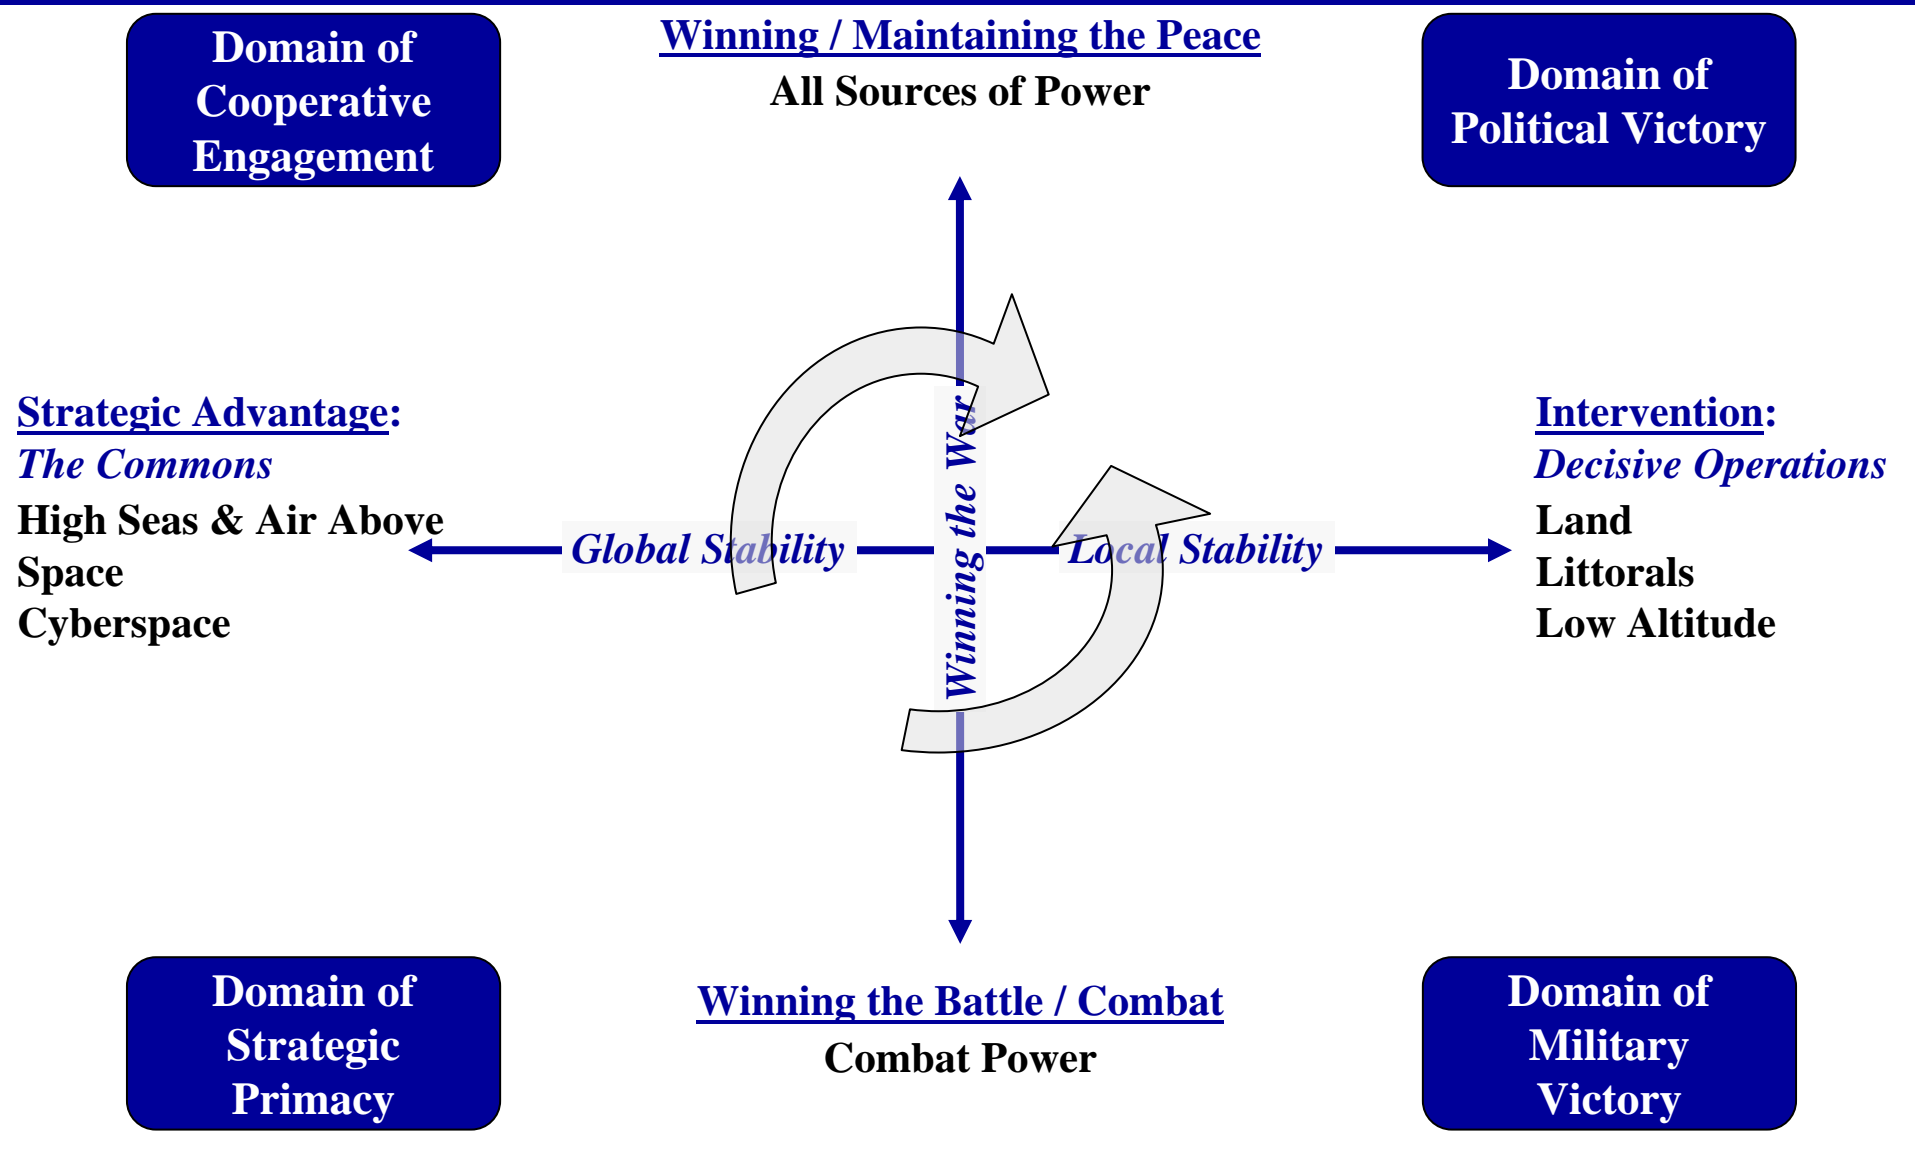 Domain of
Cooperative
Engagement
Winning / Maintaining the Peace
All Sources of Power
Domain of
Political Victory
Strategic Advantage:
The Commons
High Seas & Air Above
Space
Cyberspace
Global Stability
Winning the War
Local Stability
Intervention:
Decisive Operations
Land
Littorals
Low Altitude
Domain of
Strategic
Primacy
Winning the Battle / Combat
Combat Power
Domain of
Military
Victory